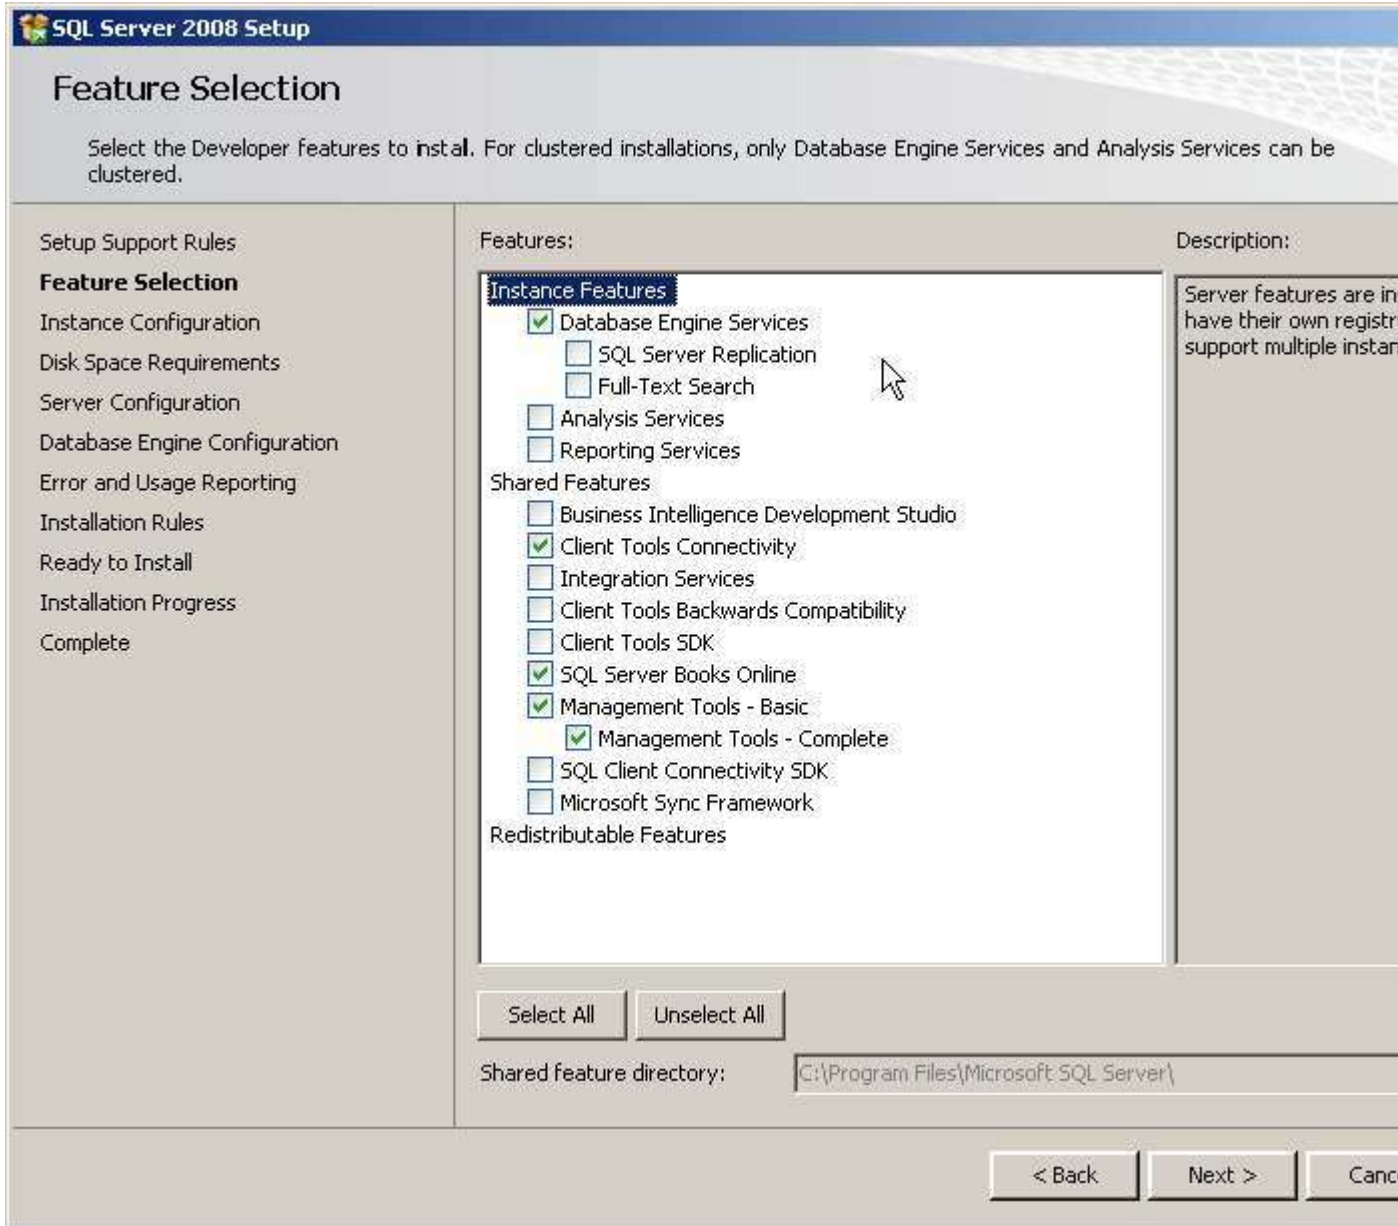 SQL Server 2008 Setup
Feature Selection
Select the Developer features to install. For clustered installations, only Database Engine Services and Analysis Services can be
clustered.
Setup Support Rules
Feature Selection
Instance Configuration
Disk Space Requirements
Server Configuration
Database Engine Configuration
Error and Usage Reporting
Installation Rules
Ready to Install
Installation Progress
Complete
Features:
Instance Features
Database Engine Services
SQL Server Replication
Full-Text Search
Analysis Services
Reporting Services
Shared Features
Business Intelligence Development Studio
Client Tools Connectivity
Integration Services
Client Tools Backwards Compatibility
Client Tools SDK
SQL Server Books Online
Management Tools - Basic
Management Tools - Complete
SQL Client Connectivity SDK
Microsoft Sync Framework
Redistributable Features
Description:
Server features are in
have their own registr
support multiple instan
Select All
Unselect All
Shared feature directory:
C:\Program Files\Microsoft SQL Server\
< Back
Next >
Canc